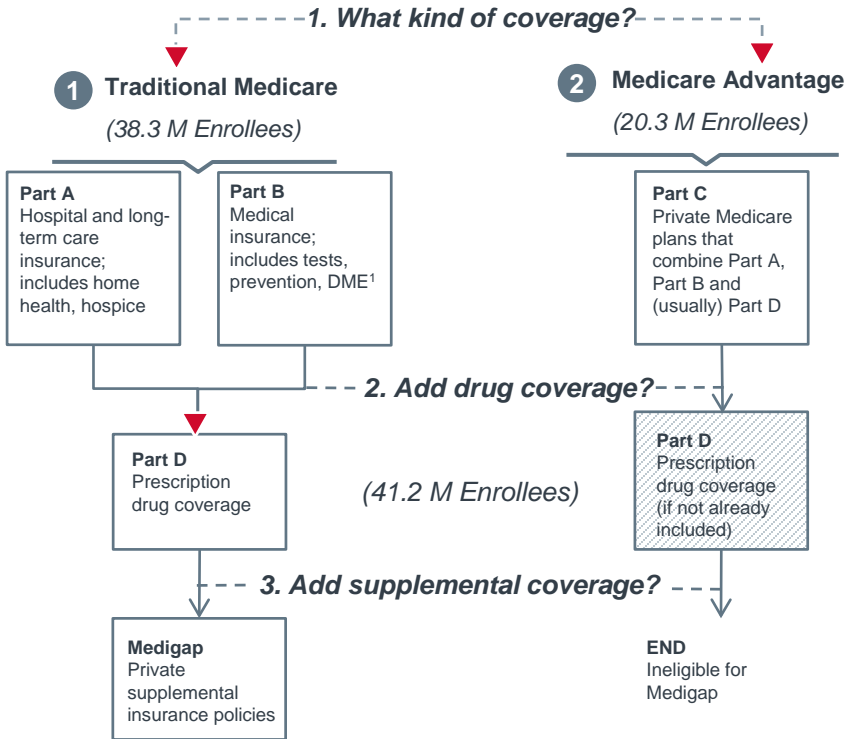 1. What kind of coverage?
1 Traditional Medicare
(38.3 M Enrollees)
2 Medicare Advantage
(20.3 M Enrollees)
Part A
Hospital and long-
term care
insurance;
includes home
health, hospice
Part B
Medical
insurance;
includes tests,
prevention, DME¹
Part C
Private Medicare
plans that
combine Part A,
Part B and
(usually) Part D
2. Add drug coverage?
Part D
Prescription
drug coverage
(41.2 M Enrollees)
Part D
Prescription
drug coverage
(if not already
included)
3. Add supplemental coverage?
Medigap
Private
supplemental
insurance policies
END
Ineligible for
Medigap